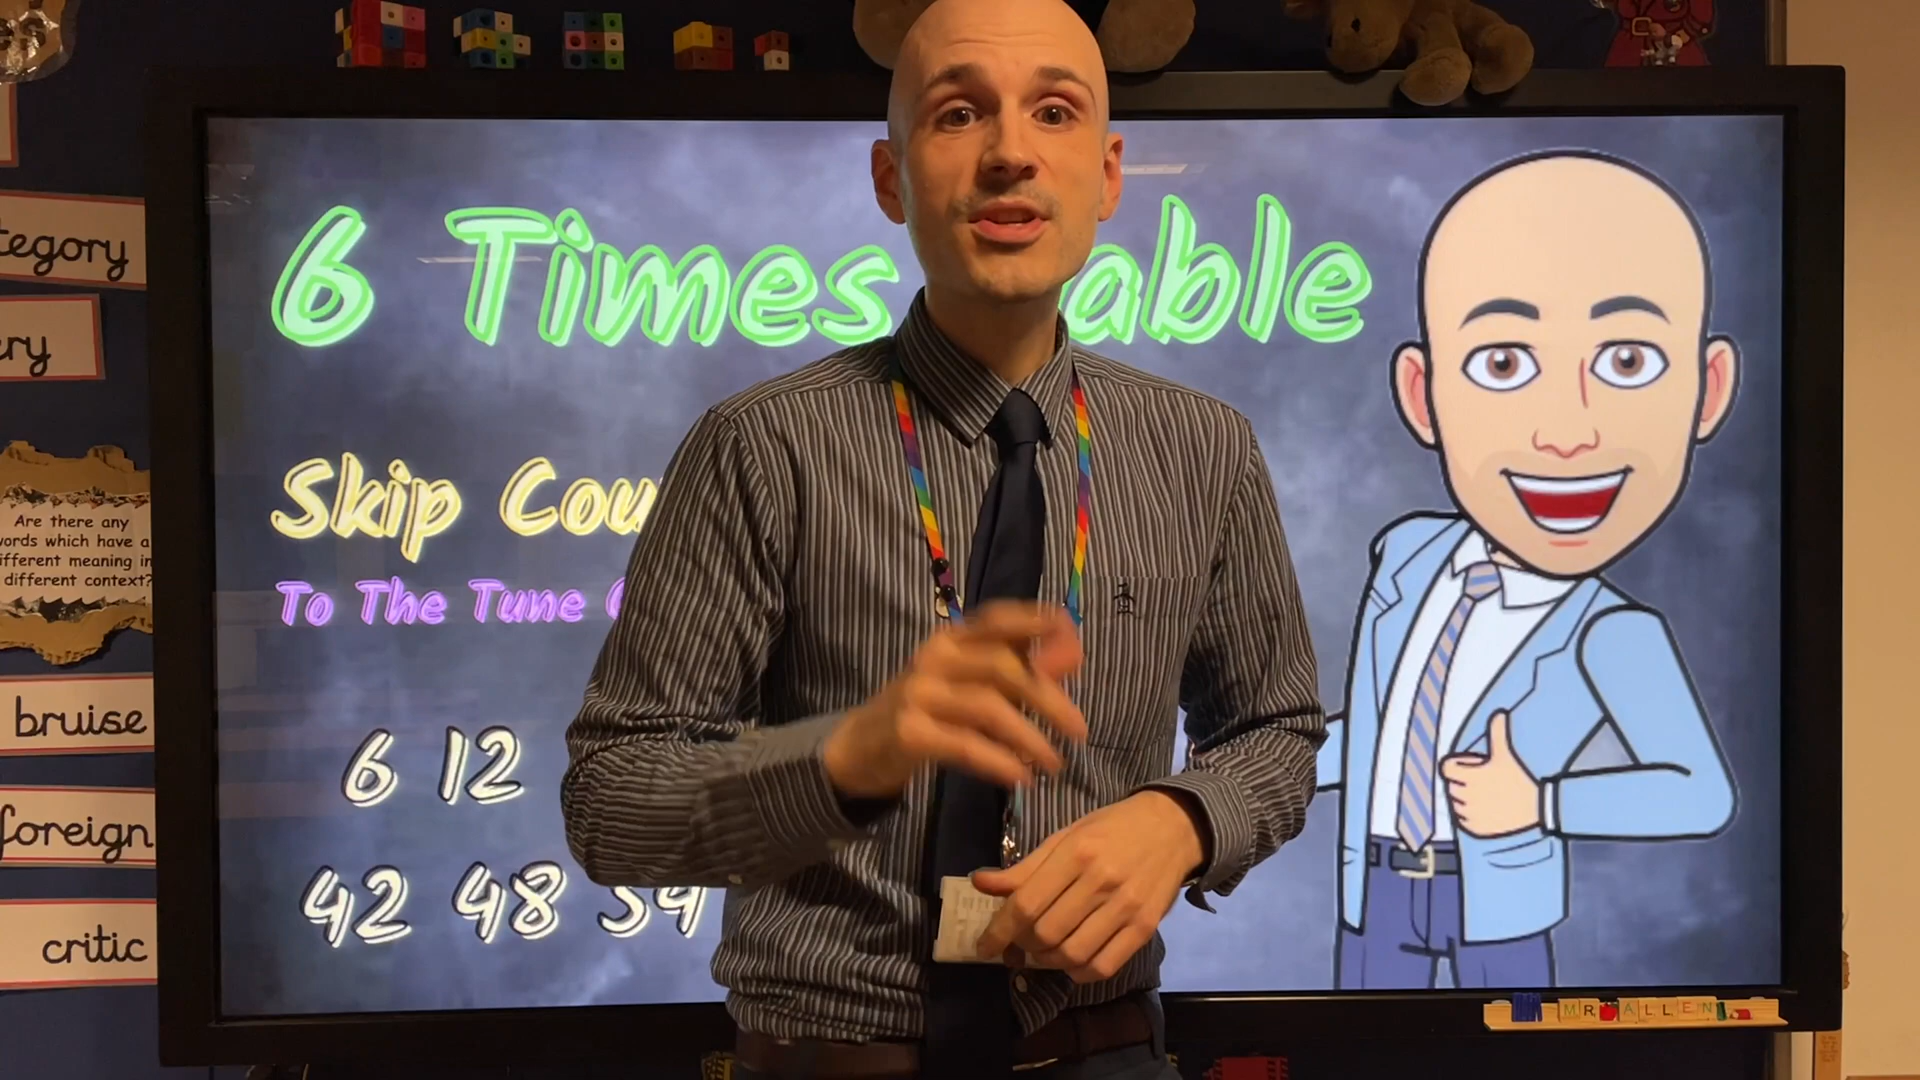 6 Times able
Skip Cou
To The Tune
6 12
42 48 54
tegory
ery
Are there any
words which have a
ifferent meaning in
different context?
bruise
foreign
critic
MR ALLEN